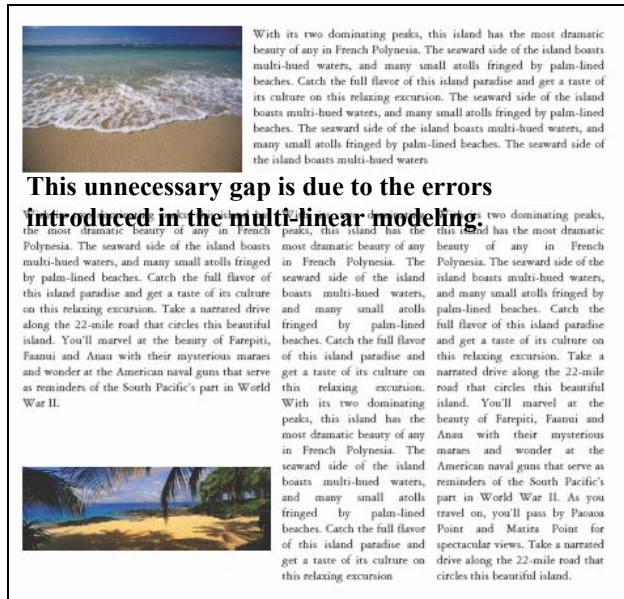 With its two dominating peaks, this island has the most dramatic
beauty of any in French Polynesia. The seaward side of the island boasts
multi-hued waters, and many small atolls fringed by palm-lined
beaches. Catch the full flavor of this island paradise and get a taste of
its culture on this relaxing excursion. The seaward side of the island
boasts multi-hued waters, and many small atolls fringed by palm-lined
beaches. The seaward side of the island boasts multi-hued waters, and
many small atolls fringed by palm-lined beaches. The seaward side of
the island boasts multi-hued waters
This unnecessary gap is due to the errors
introduced in the multi-linear modeling.
With its two dominating peaks, this island has
the most dramatic beauty of any in French
Polynesia. The seaward side of the island boasts
multi-hued waters, and many small atolls fringed
by palm-lined beaches. Catch the full flavor of
this island paradise and get a taste of its culture
on this relaxing excursion. Take a narrated drive
along the 22-mile road that circles this beautiful
island. You'll marvel at the beauty of Farepiti,
Faanui and Anau with their mysterious maraes
and wonder at the American naval guns that serve
as reminders of the South Pacific's part in World
War II.
With its two dominating
peaks, this island has the
most dramatic beauty of any
in French Polynesia. The
seaward side of the island
boasts multi-hued waters,
and many small atolls
fringed by palm-lined
beaches. Catch the full flavor
of this island paradise and
get a taste of its culture on
this relaxing excursion.
With its two dominating
peaks, this island has the
most dramatic beauty of any
in French Polynesia. The
seaward side of the island
boasts multi-hued waters,
and many small atolls
fringed by palm-lined
beaches. Catch the full flavor
of this island paradise and
get a taste of its culture on
this relaxing excursion
With its two dominating peaks,
this island has the most dramatic
beauty of any in French
Polynesia. The seaward side of the
island boasts multi-hued waters,
and many small atolls fringed by
palm-lined beaches. Catch the
full flavor of this island paradise
and get a taste of its culture on
this relaxing excursion. Take a
narrated drive along the 22-mile
road that circles this beautiful
island. You'll marvel at the
beauty of Farepiti, Faanui and
Anau with their mysterious
maraes and wonder at the
American naval guns that serve as
reminders of the South Pacific's
part in World War II. As you
travel on, you'll pass by Paoaoa
Point and Matira Point for
spectacular views. Take a narrated
drive along the 22-mile road that
circles this beautiful island.